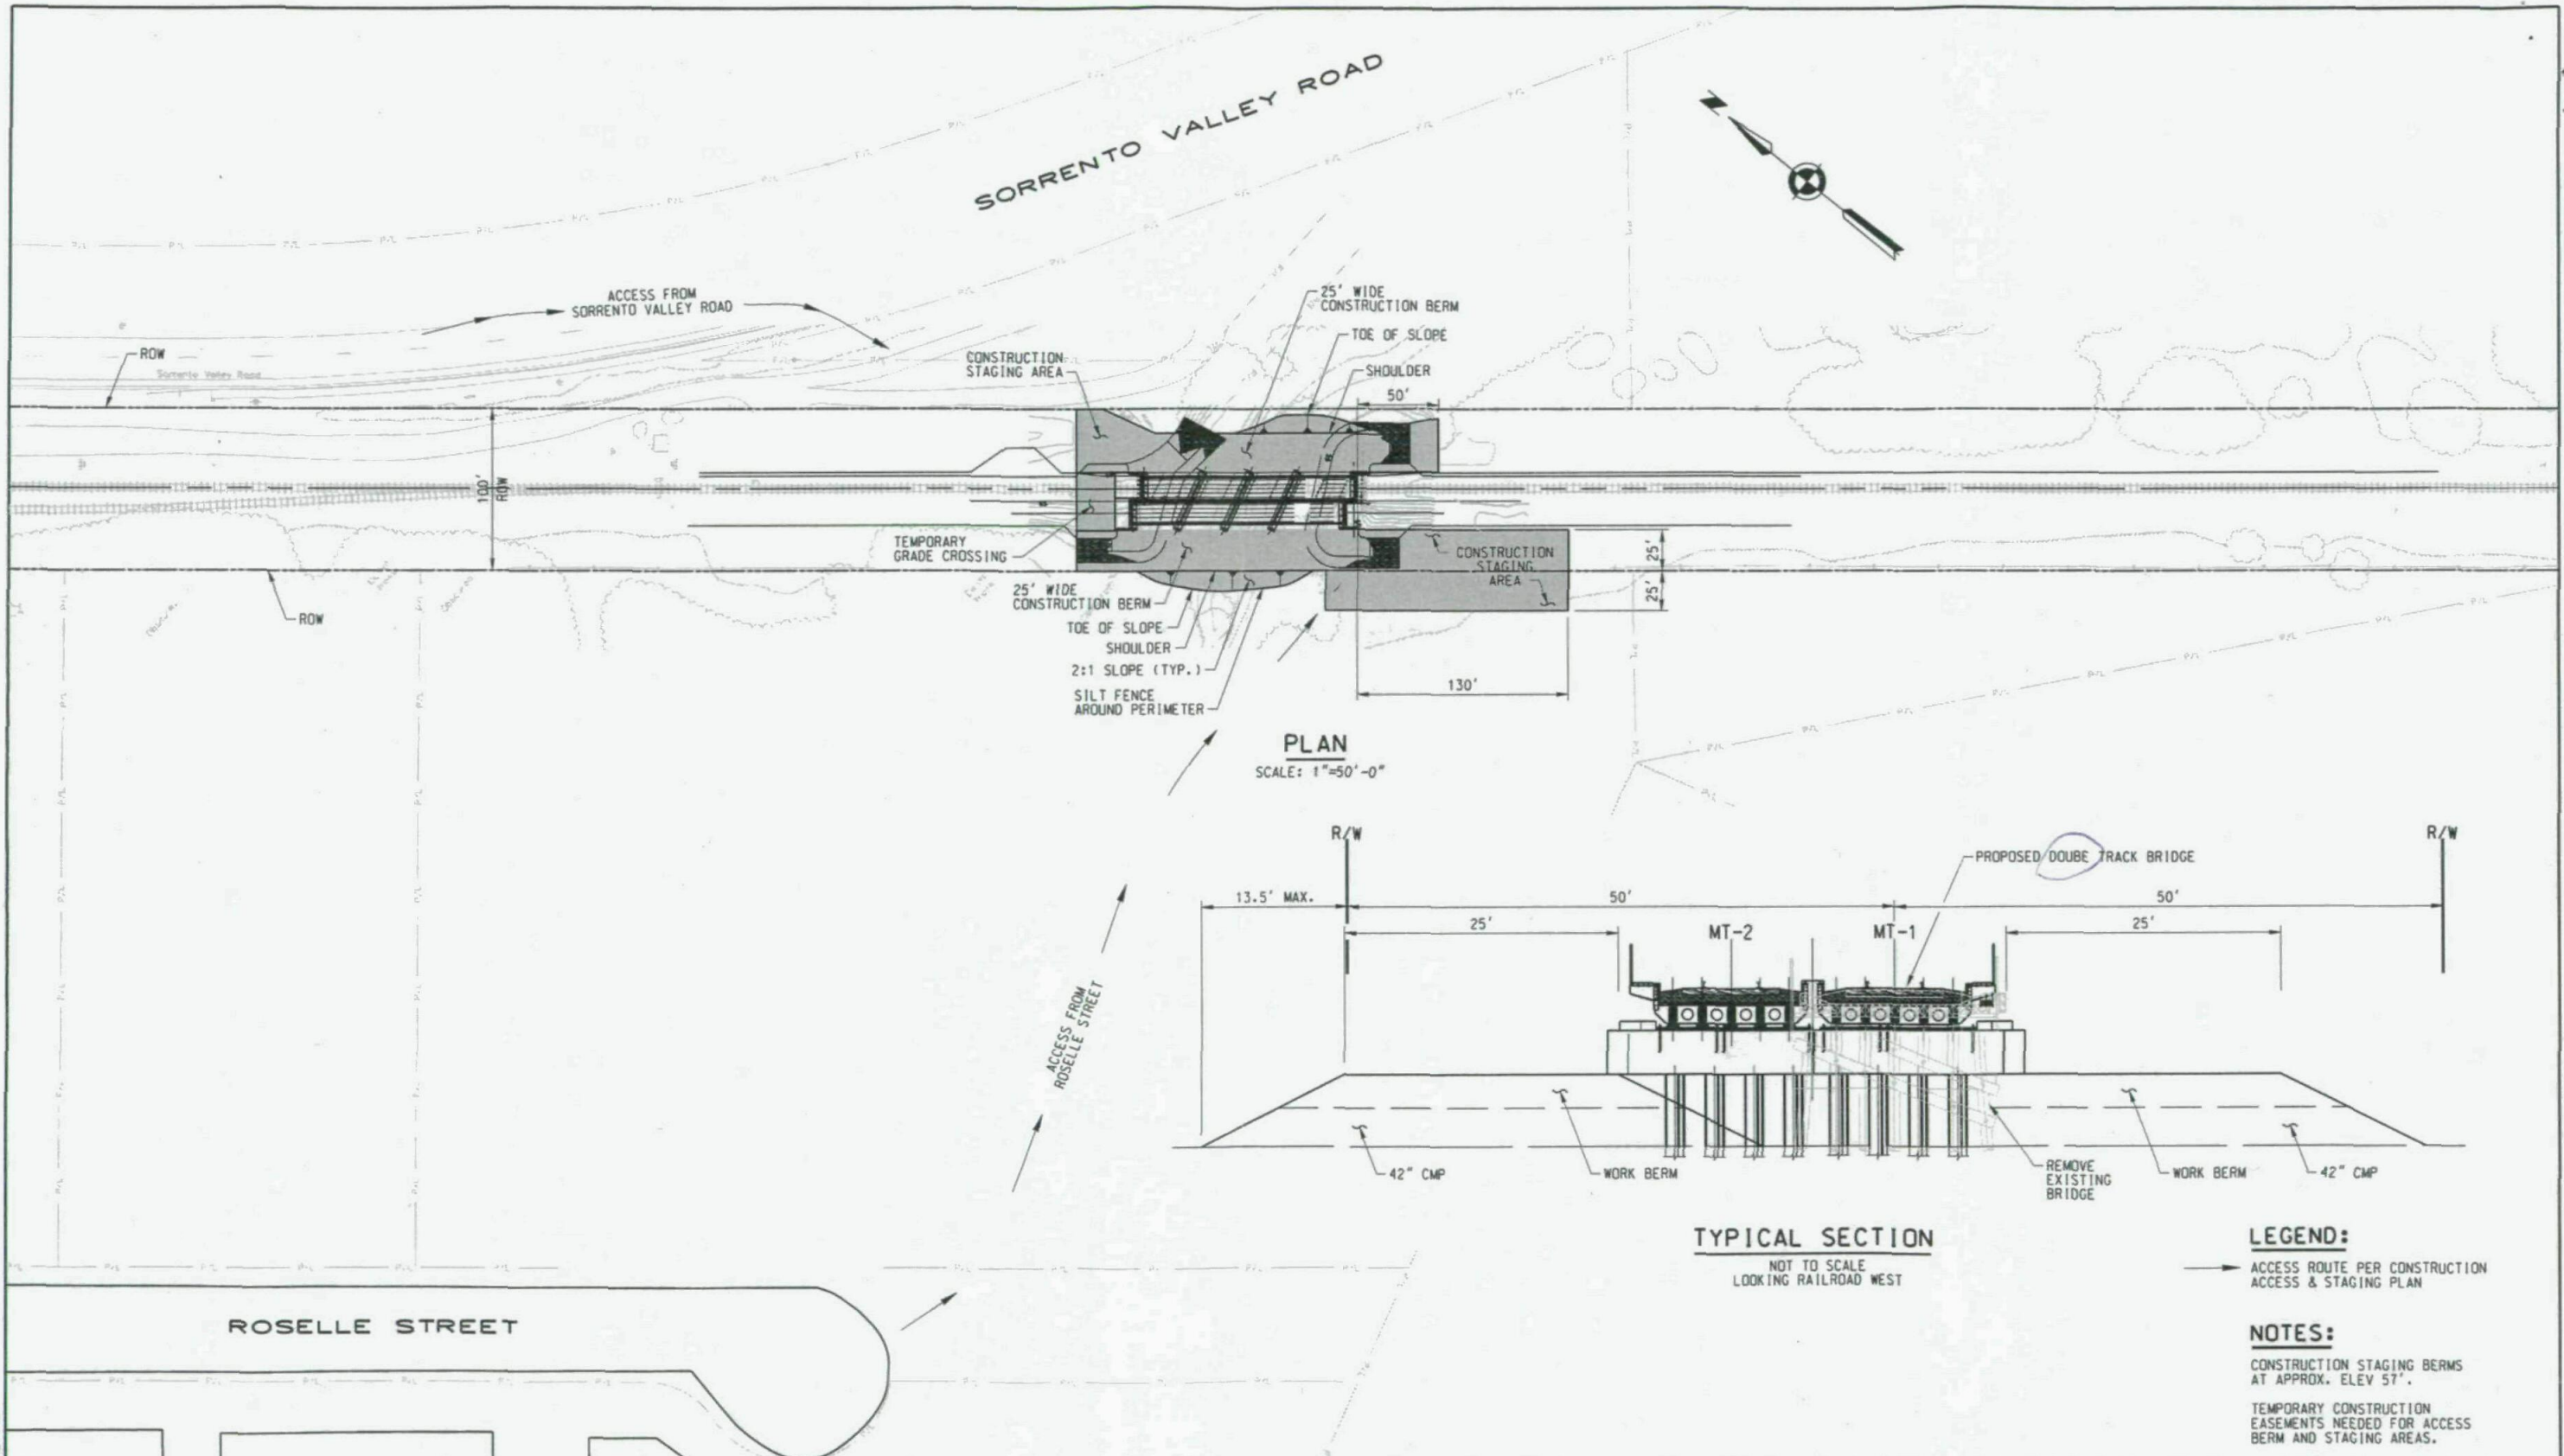 SORRENTO VALLEY ROAD
N
ACCESS FROM
SORRENTO VALLEY ROAD
ROW
Sorrento Valley Road
CONSTRUCTION
STAGING AREA
25' WIDE
CONSTRUCTION BERM
TOE OF SLOPE
SHOULDER
50'
100'
ROW
TEMPORARY
GRADE CROSSING
CONSTRUCTION
STAGING
AREA
25'
25'
ROW
25' WIDE
CONSTRUCTION BERM
TOE OF SLOPE
SHOULDER
2:1 SLOPE (TYP.)
SILT FENCE
AROUND PERIMETER
130'
PLAN
SCALE: 1"=50'-0"
ACCESS FROM
ROSELLE STREET
R/W
R/W
PROPOSED DOUBE TRACK BRIDGE
13.5' MAX.
50'
50'
25'
MT-2
MT-1
25'
42" CMP
WORK BERM
REMOVE
EXISTING
BRIDGE
WORK BERM
42" CMP
TYPICAL SECTION
NOT TO SCALE
LOOKING RAILROAD WEST
LEGEND:
ACCESS ROUTE PER CONSTRUCTION
ACCESS & STAGING PLAN
NOTES:
CONSTRUCTION STAGING BERMS
AT APPROX. ELEV 57'.
TEMPORARY CONSTRUCTION
EASEMENTS NEEDED FOR ACCESS
BERM AND STAGING AREAS.
ROSELLE STREET